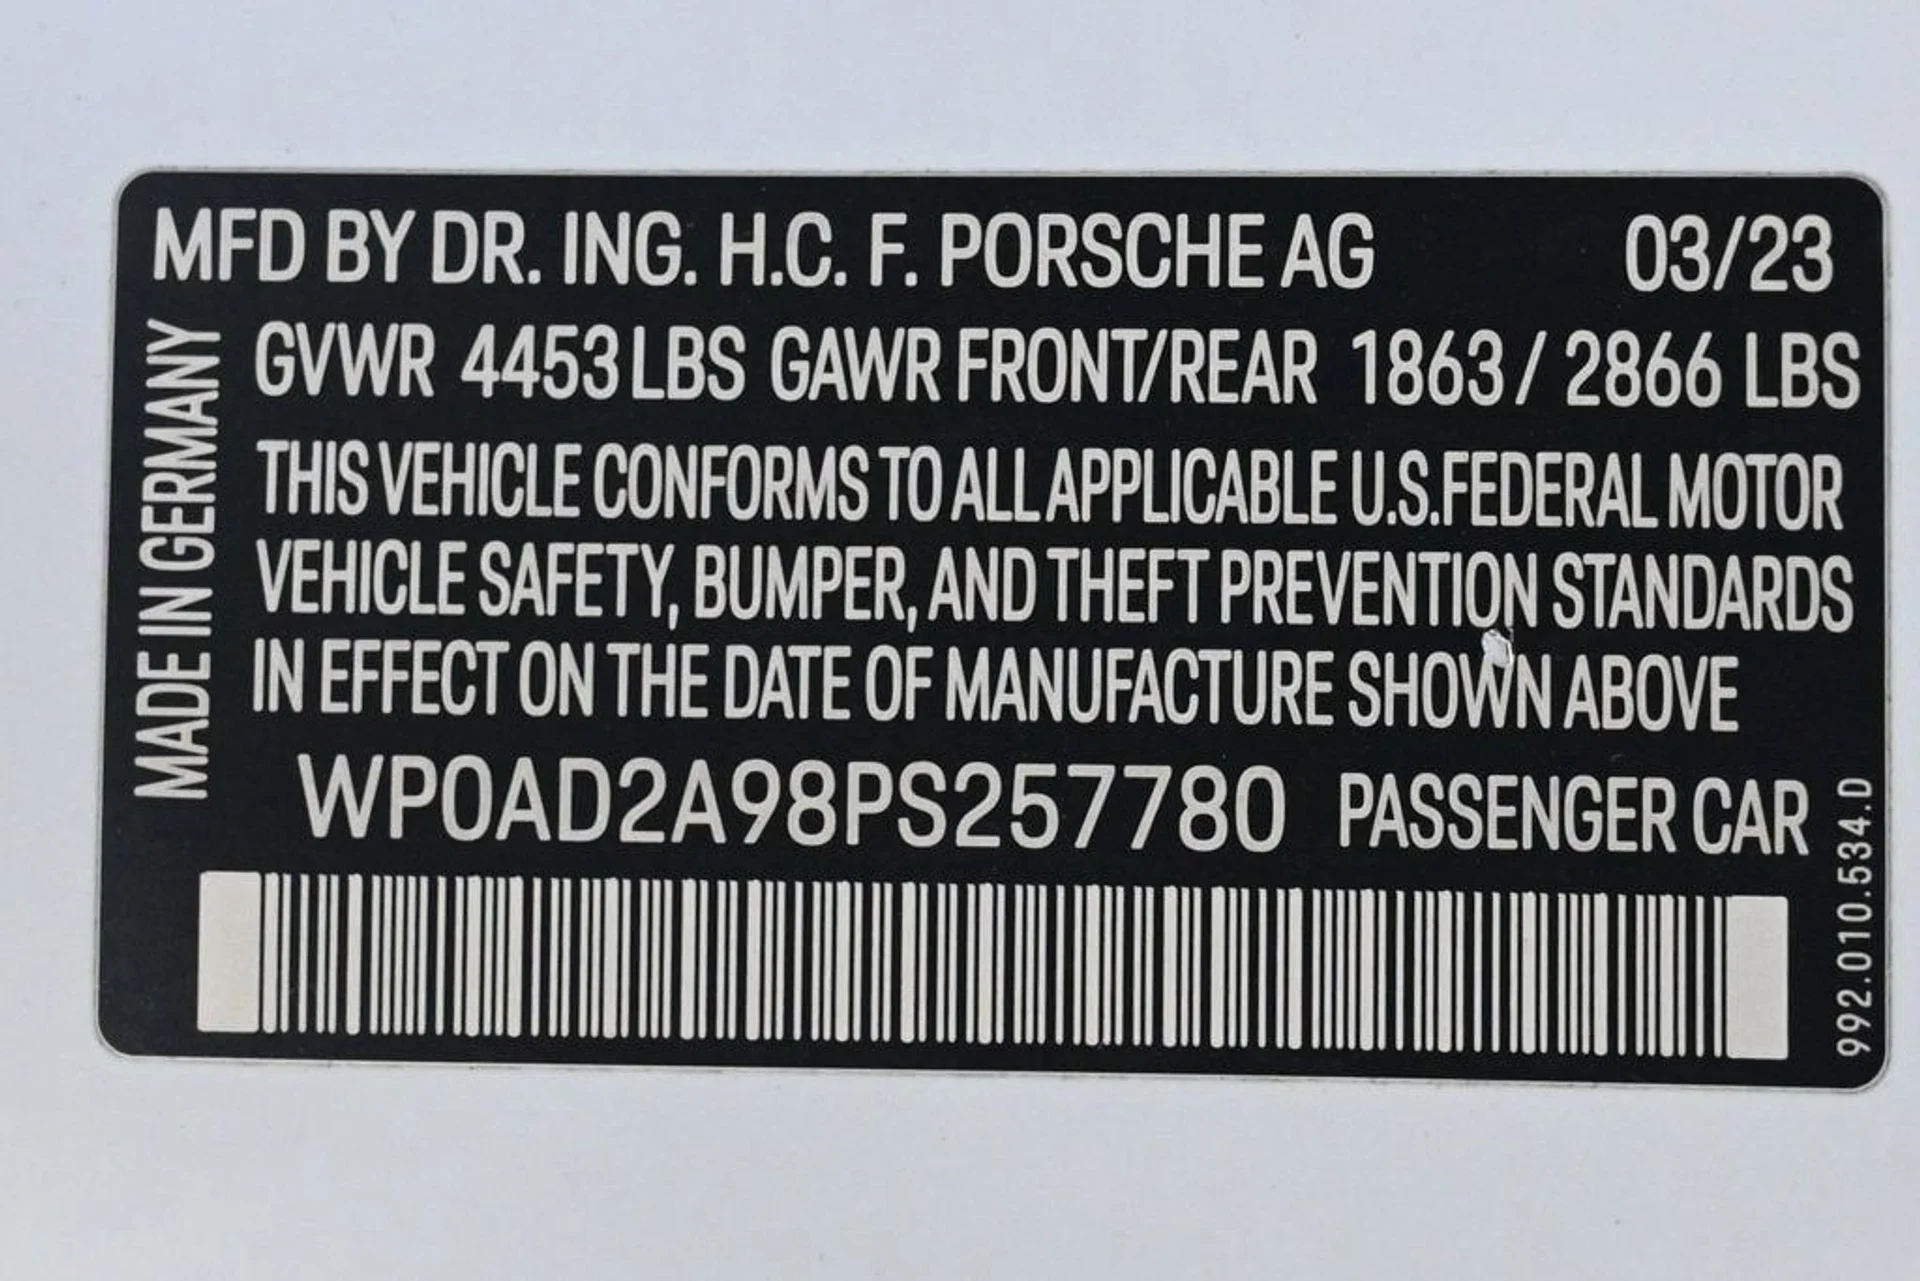 MFD BY DR. ING. H.C. F. PORSCHE AG 03/23
GVWR 4453 LBS GAWR FRONT/REAR 1863 / 2866 LBS
THIS VEHICLE CONFORMS TO ALL APPLICABLE U.S.FEDERAL MOTOR
VEHICLE SAFETY, BUMPER, AND THEFT PREVENTION STANDARDS
IN EFFECT ON THE DATE OF MANUFACTURE SHOWN ABOVE
WP0AD2A98PS257780 PASSENGER CAR
MADE IN GERMANY
992.010.534.D